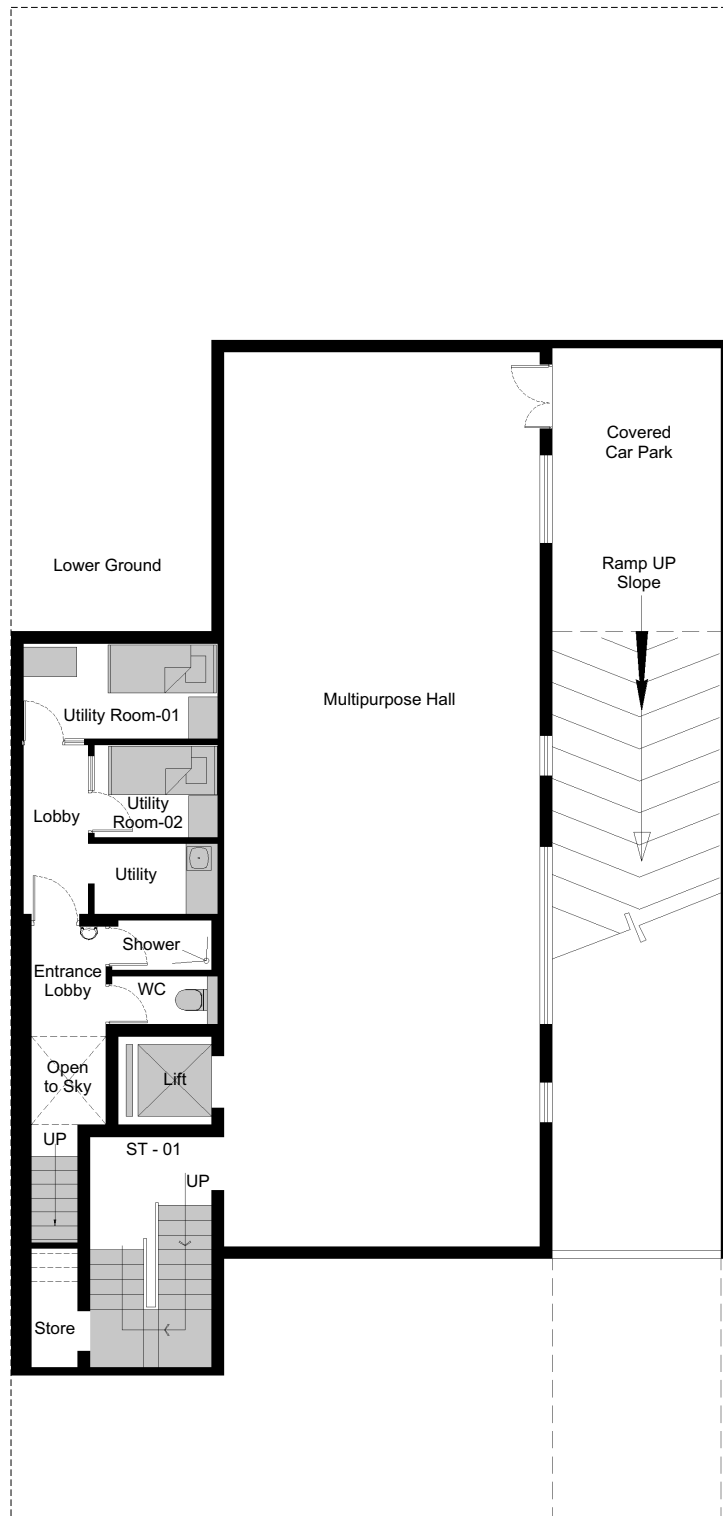 Covered
Car Park
Lower Ground
Ramp UP
Slope
Multipurpose Hall
Utility Room-01
Utility
Room-02
Lobby
Utility
Shower
Entrance
Lobby
WC
Open
to Sky
Lift
UP
ST - 01
UP
Store